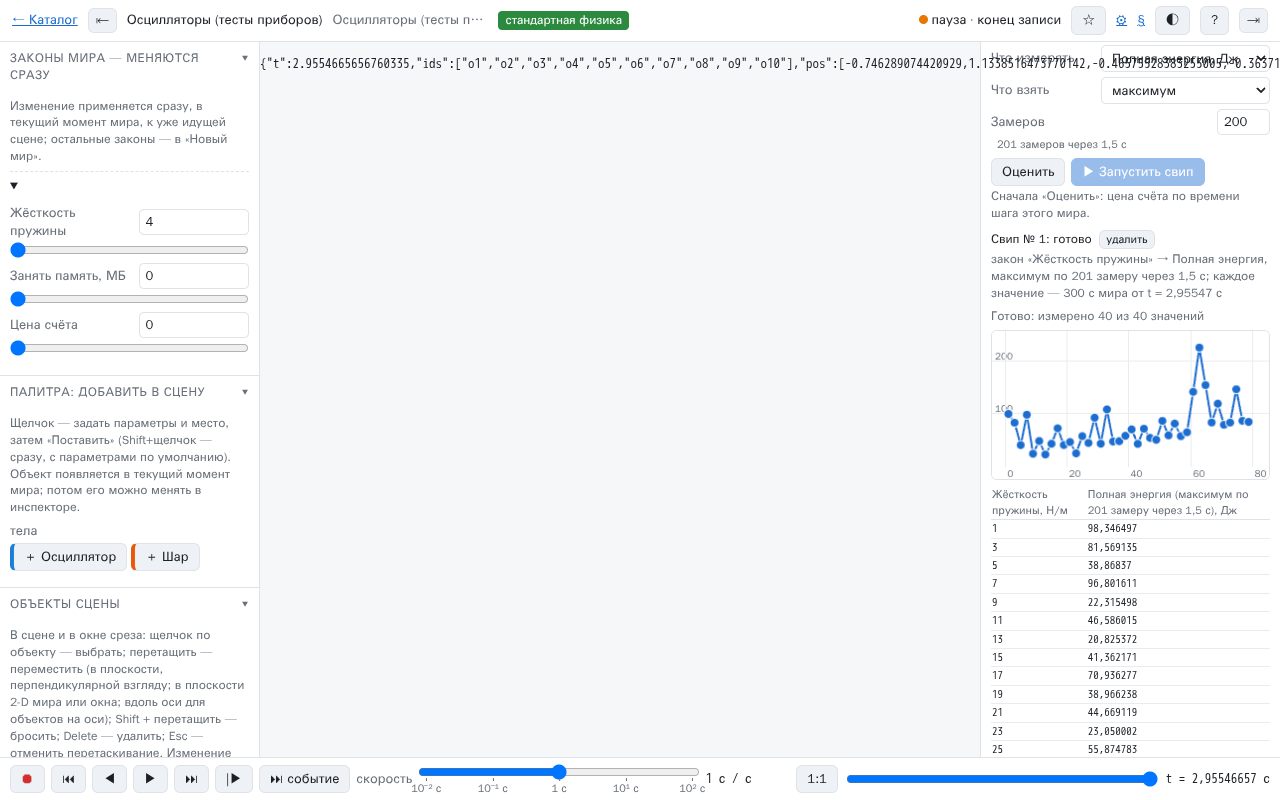 ← Каталог ⇤ Осцилляторы (тесты приборов) Осцилляторы (тесты п··· стандартная физика пауза · конец записи ☆ ⚙ § ◐ ? ⇥
ЗАКОНЫ МИРА — МЕНЯЮТСЯ
СРАЗУ
Изменение применяется сразу, в
текущий момент мира, к уже идущей
сцене; остальные законы — в «Новый
мир».
Жёсткость
пружины 4
Занять память, МБ 0
Цена счёта 0
ПАЛИТРА: ДОБАВИТЬ В СЦЕНУ
Щелчок — задать параметры и место,
затем «Поставить» (Shift+щелчок —
сразу, с параметрами по умолчанию).
Объект появляется в текущий момент
мира; потом его можно менять в
инспекторе.
тела
+ Осциллятор + Шар
ОБЪЕКТЫ СЦЕНЫ
В сцене и в окне среза: щелчок по
объекту — выбрать; перетащить —
переместить (в плоскости,
перпендикулярной взгляду; в плоскости
2-D мира или окна; вдоль оси для
объектов на оси); Shift + перетащить —
бросить; Delete — удалить; Esc —
отменить перетаскивание. Изменение
{"t":2.9554665656760335,"ids":["o1","o2","o3","o4","o5","o6","o7","o8","o9","o10"],"pos":[-0.746289074420929,
Что измерять Полная энергия, Дж
Что взять максимум
Замеров 200
201 замеров через 1,5 с
Оценить ▶ Запустить свип
Сначала «Оценить»: цена счёта по времени
шага этого мира.
Свип № 1: готово удалить
закон «Жёсткость пружины» → Полная энергия,
максимум по 201 замеру через 1,5 с; каждое
значение — 300 с мира от t = 2,95547 с
Готово: измерено 40 из 40 значений
200
100
0 20 40 60 80
Жёсткость Полная энергия (максимум по
пружины, Н/м 201 замеру через 1,5 с), Дж
1 98,346497
3 81,569135
5 38,86837
7 96,801611
9 22,315498
11 46,586015
13 20,825372
15 41,362171
17 70,936277
19 38,966238
21 44,669119
23 23,050002
25 55,874783
⏺ ⏮ ◀ ▶ ⏭ |▶ ⏭ событие скорость 10⁻² с 10⁻¹ с 1 с 10¹ с 10² с 1 с / с 1:1 t = 2,95546657 с